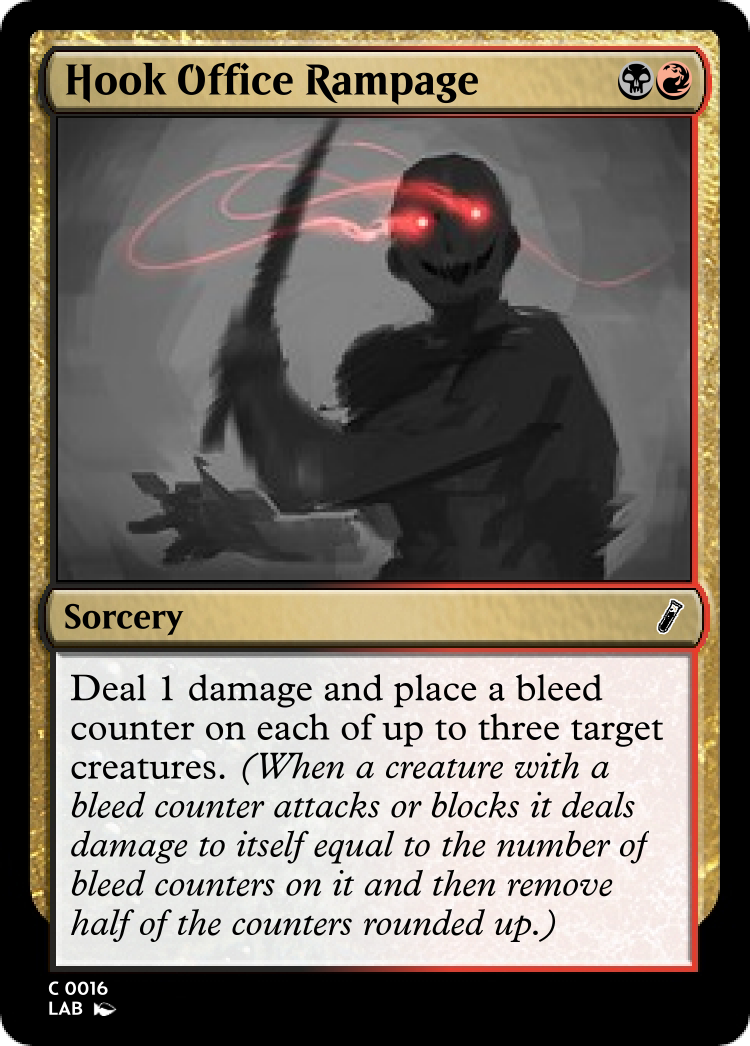 Hook Office Rampage
Sorcery
Deal 1 damage and place a bleed
counter on each of up to three target
creatures. (When a creature with a
bleed counter attacks or blocks it deals
damage to itself equal to the number of
bleed counters on it and then remove
half of the counters rounded up.)
C 0016
LAB